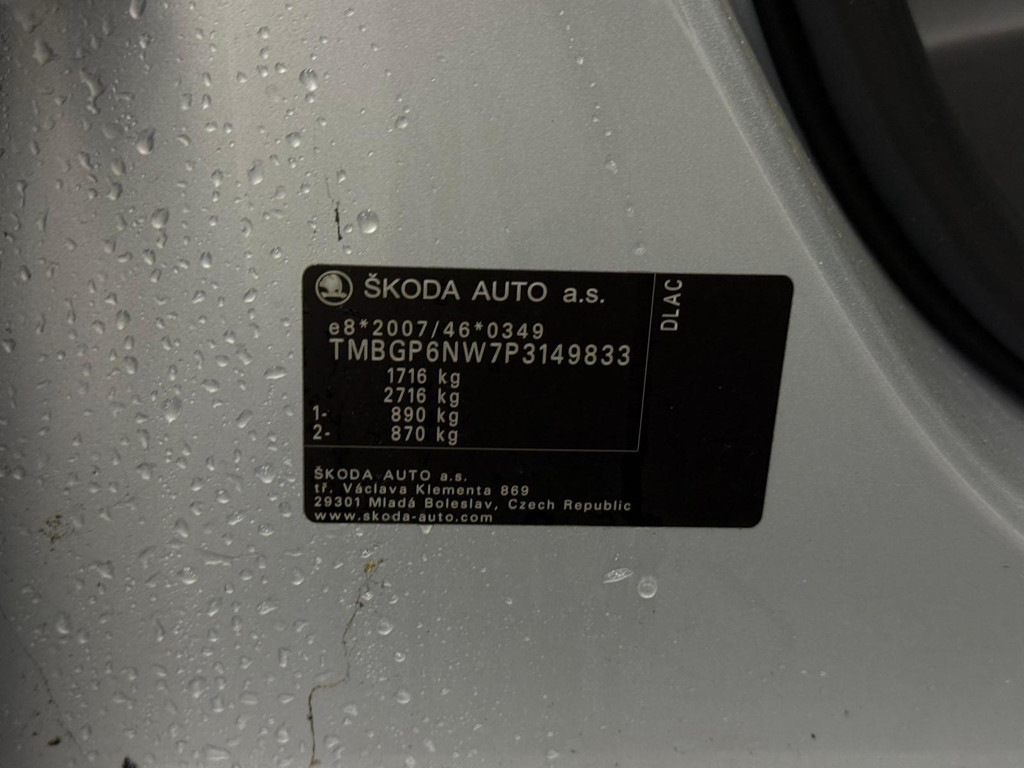 ŠKODA AUTO a.s.
e8*2007/46*0349
TMBGP6NW7P3149833
1716 kg
2716 kg
1- 890 kg
2- 870 kg
DLAC
ŠKODA AUTO a.s.
tř. Václava Klementa 869
29301 Mladá Boleslav, Czech Republic
www.skoda-auto.com